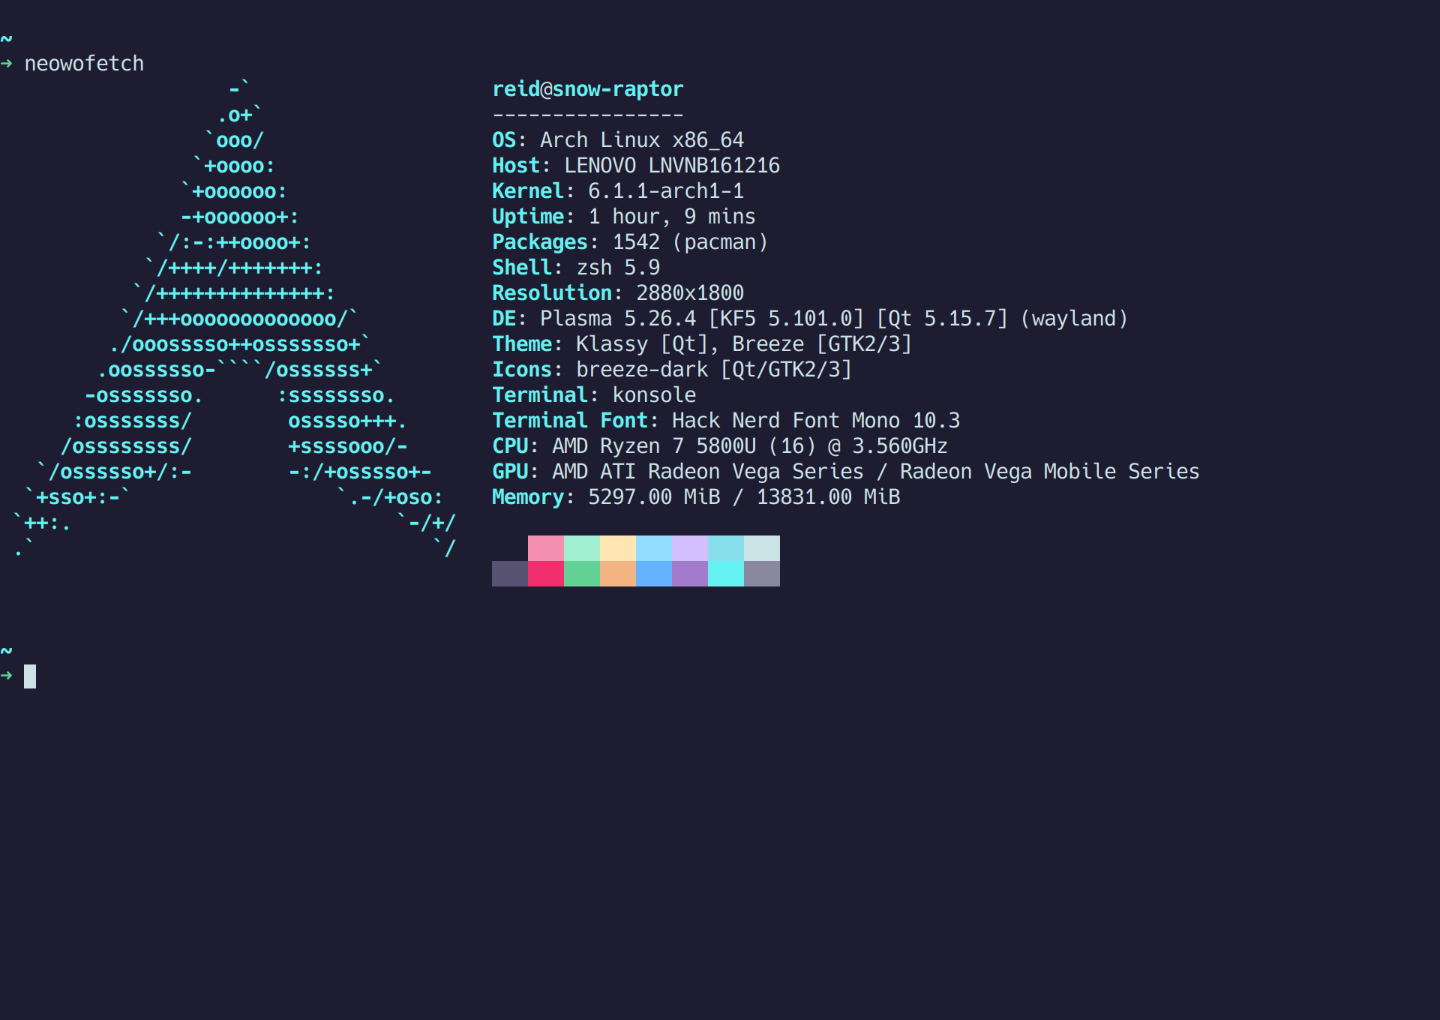 ~
➜ neowofetch
                   -`
                  .o+`
                 `ooo/
                `+oooo:
               `+oooooo:
               -+oooooo+:
             `/:-:++oooo+:
            `/++++/+++++++:
           `/++++++++++++++:
          `/+++ooooooooooooo/`
         ./ooosssso++osssssso+`
        .oossssso-````/ossssss+`
       -osssssso.      :ssssssso.
      :osssssss/        osssso+++.
     /ossssssss/        +ssssooo/-
   `/ossssso+/:-        -:/+osssso+-
  `+sso+:-`                 `.-/+oso:
 `++:.                           `-/+/
 .`                                 `/
reid@snow-raptor
----------------
OS: Arch Linux x86_64
Host: LENOVO LNVNB161216
Kernel: 6.1.1-arch1-1
Uptime: 1 hour, 9 mins
Packages: 1542 (pacman)
Shell: zsh 5.9
Resolution: 2880x1800
DE: Plasma 5.26.4 [KF5 5.101.0] [Qt 5.15.7] (wayland)
Theme: Klassy [Qt], Breeze [GTK2/3]
Icons: breeze-dark [Qt/GTK2/3]
Terminal: konsole
Terminal Font: Hack Nerd Font Mono 10.3
CPU: AMD Ryzen 7 5800U (16) @ 3.560GHz
GPU: AMD ATI Radeon Vega Series / Radeon Vega Mobile Series
Memory: 5297.00 MiB / 13831.00 MiB
~
➜